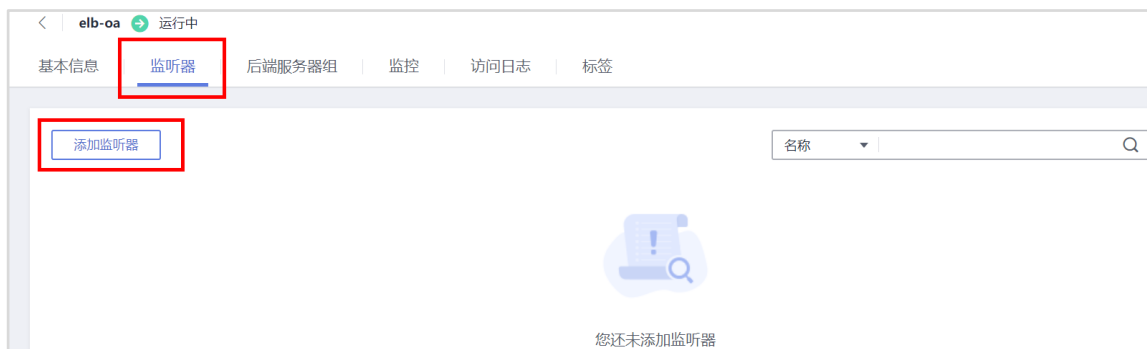 elb-oa 运行中
基本信息 监听器 后端服务器组 监控 访问日志 标签
添加监听器 名称
您还未添加监听器